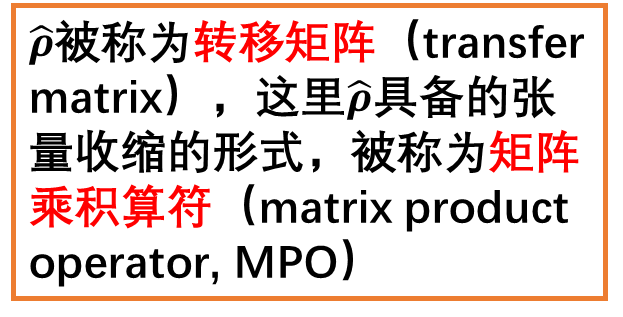 ρ̂被称为转移矩阵（transfer
matrix），这里ρ̂具备的张
量收缩的形式，被称为矩阵
乘积算符（matrix product
operator, MPO）